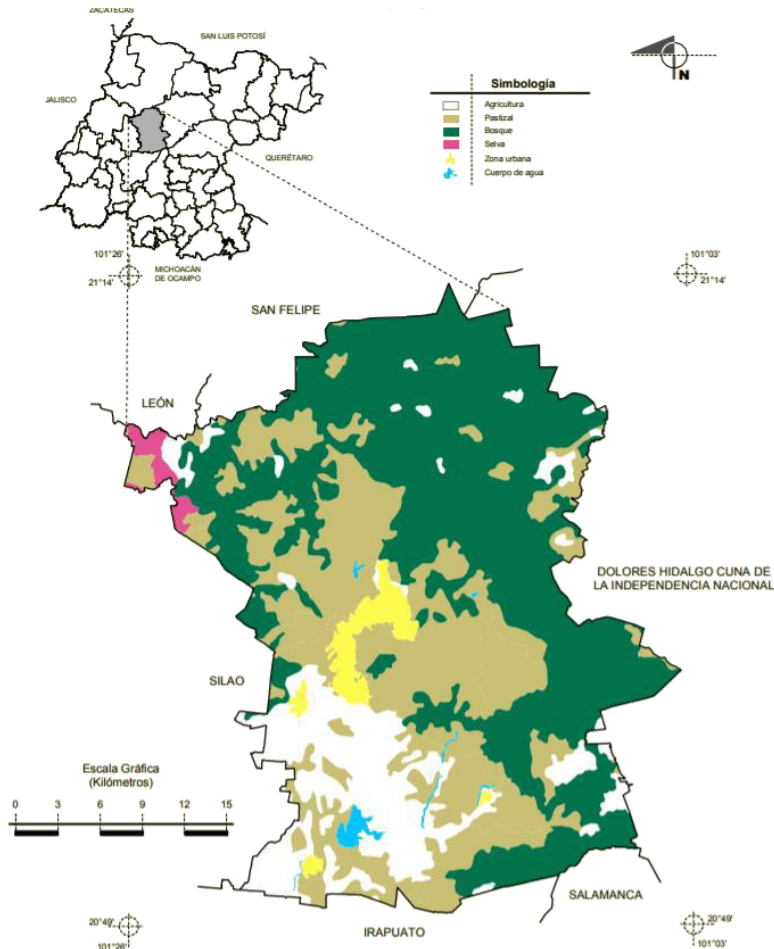 ZACATECAS
SAN LUIS POTOSÍ
JALISCO
QUERÉTARO
MICHOACÁN
DE OCAMPO
N
Simbología
Agricultura
Pastizal
Bosque
Selva
Zona urbana
Cuerpo de agua
101°26'
21°14'
101°03'
21°14'
SAN FELIPE
LEÓN
DOLORES HIDALGO CUNA DE
LA INDEPENDENCIA NACIONAL
SILAO
Escala Gráfica
(Kilómetros)
0 3 6 9 12 15
SALAMANCA
IRAPUATO
20°49'
101°26'
20°49'
101°03'